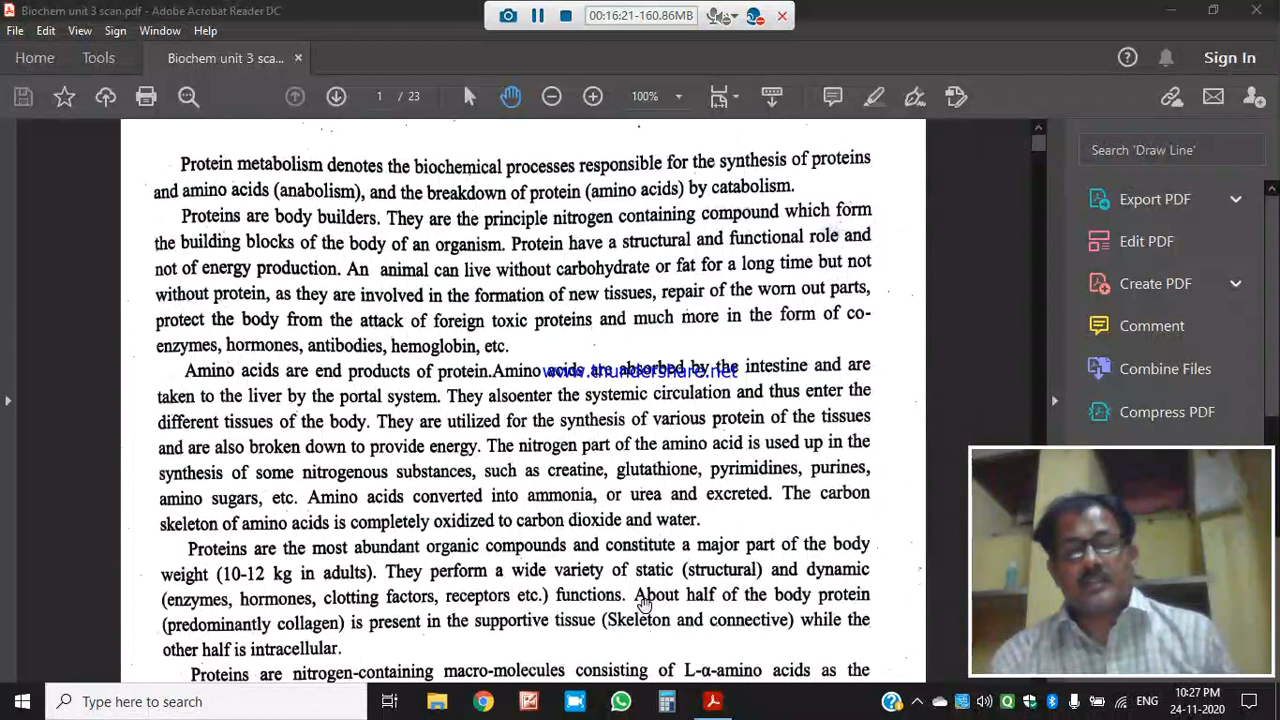 Biochem unit 3 scan.pdf - Adobe Acrobat Reader DC
00:16:21-160.86MB
File Edit View Sign Window Help
Home Tools Biochem unit 3 sca... × Sign In
1 / 23 100%
Search 'Draw Line'
Export PDF
Edit PDF
Create PDF
Comment
Combine Files
Compress PDF
Protein metabolism denotes the biochemical processes responsible for the synthesis of proteins
and amino acids (anabolism), and the breakdown of protein (amino acids) by catabolism.
Proteins are body builders. They are the principle nitrogen containing compound which form
the building blocks of the body of an organism. Protein have a structural and functional role and
not of energy production. An animal can live without carbohydrate or fat for a long time but not
without protein, as they are involved in the formation of new tissues, repair of the worn out parts,
protect the body from the attack of foreign toxic proteins and much more in the form of co-
enzymes, hormones, antibodies, hemoglobin, etc.
Amino acids are end products of protein.Amino acids are absorbed by the intestine and are
www.thundershare.net
taken to the liver by the portal system. They alsoenter the systemic circulation and thus enter the
different tissues of the body. They are utilized for the synthesis of various protein of the tissues
and are also broken down to provide energy. The nitrogen part of the amino acid is used up in the
synthesis of some nitrogenous substances, such as creatine, glutathione, pyrimidines, purines,
amino sugars, etc. Amino acids converted into ammonia, or urea and excreted. The carbon
skeleton of amino acids is completely oxidized to carbon dioxide and water.
Proteins are the most abundant organic compounds and constitute a major part of the body
weight (10-12 kg in adults). They perform a wide variety of static (structural) and dynamic
(enzymes, hormones, clotting factors, receptors etc.) functions. About half of the body protein
(predominantly collagen) is present in the supportive tissue (Skeleton and connective) while the
other half is intracellular.
Proteins are nitrogen-containing macro-molecules consisting of L-α-amino acids as the
Type here to search
ENG
10:27 PM
24-11-2020